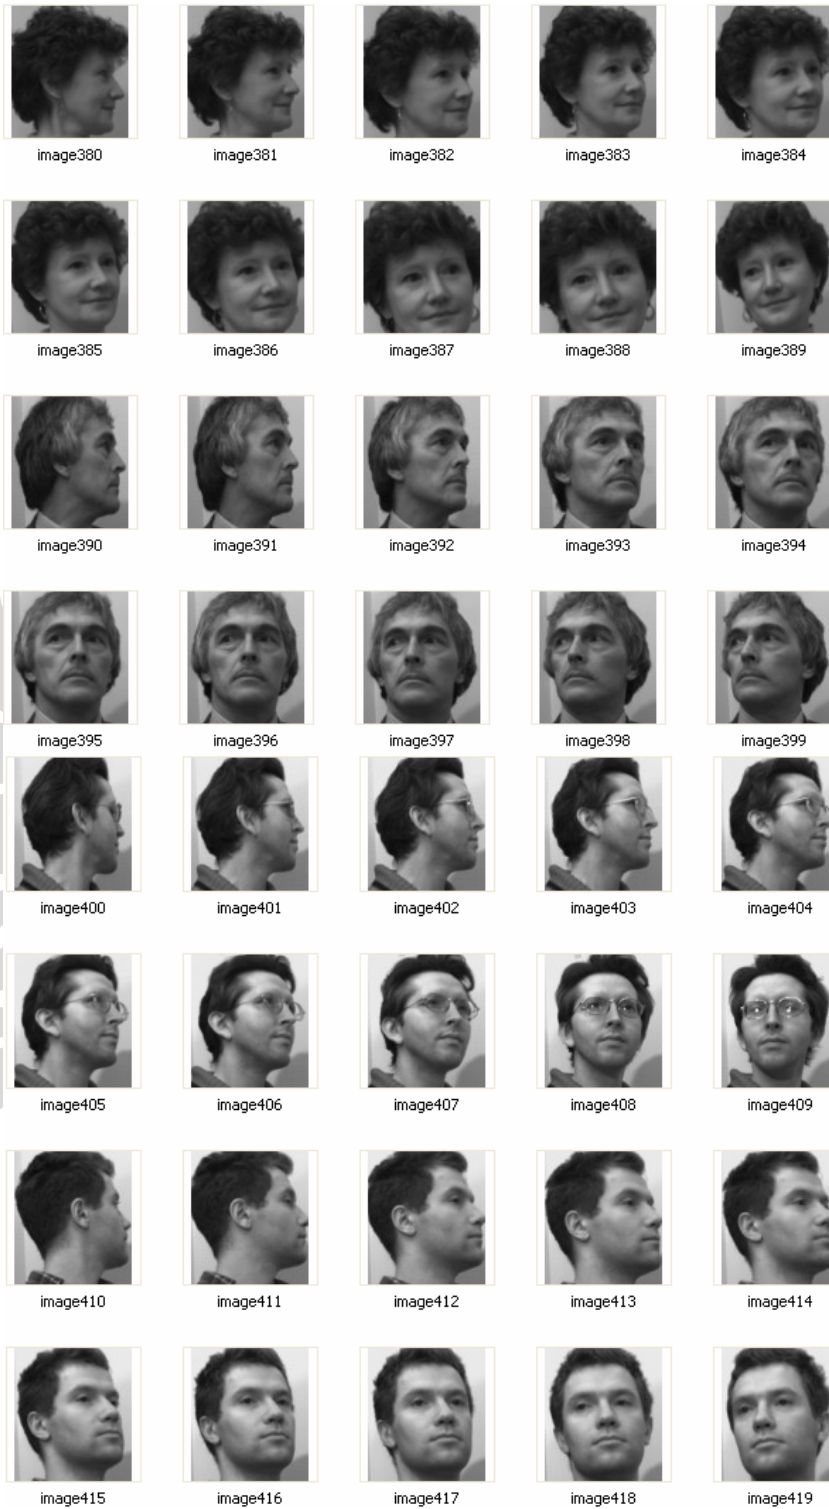 image380 image381 image382 image383 image384
image385 image386 image387 image388 image389
image390 image391 image392 image393 image394
image395 image396 image397 image398 image399
image400 image401 image402 image403 image404
image405 image406 image407 image408 image409
image410 image411 image412 image413 image414
image415 image416 image417 image418 image419